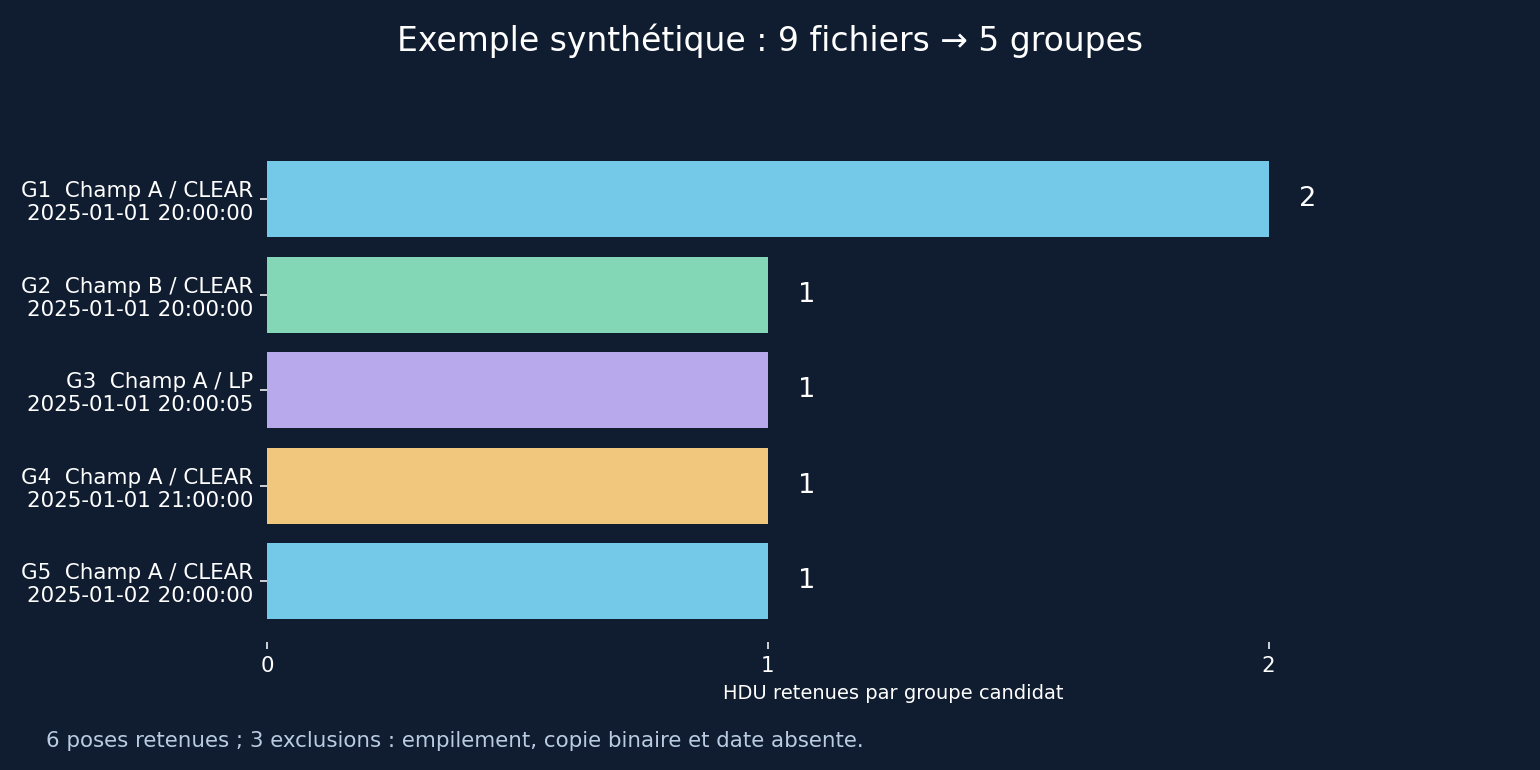 Exemple synthétique : 9 fichiers → 5 groupes
G1  Champ A / CLEAR
2025-01-01 20:00:00
2
G2  Champ B / CLEAR
2025-01-01 20:00:00
1
G3  Champ A / LP
2025-01-01 20:00:05
1
G4  Champ A / CLEAR
2025-01-01 21:00:00
1
G5  Champ A / CLEAR
2025-01-02 20:00:00
1
0 1 2
HDU retenues par groupe candidat
6 poses retenues ; 3 exclusions : empilement, copie binaire et date absente.